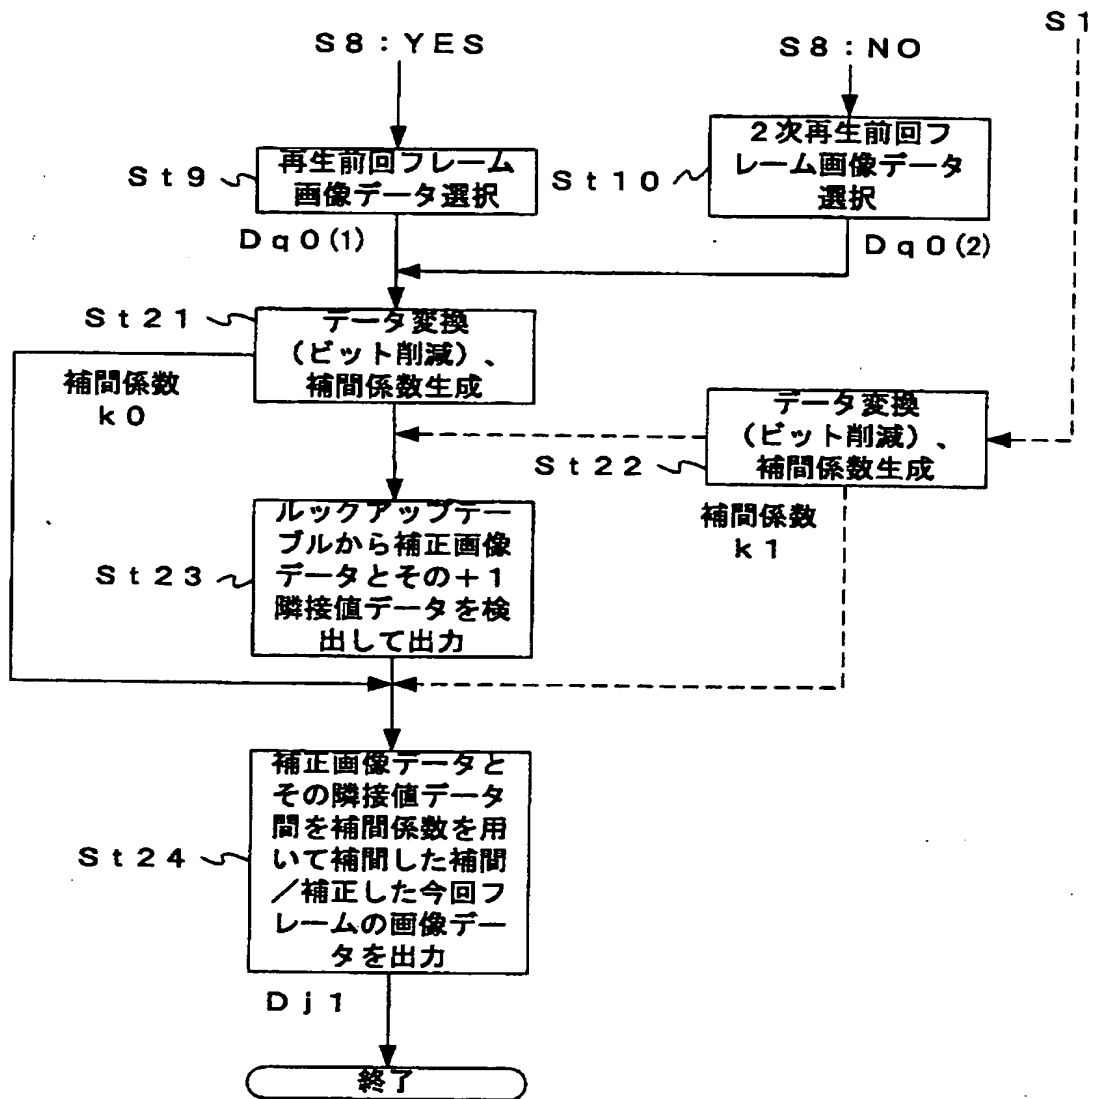 S1
S8:YES
S8:NO
St9
再生前回フレーム
画像データ選択
St10
2次再生前回フ
レーム画像データ
選択
Dq0(1)
Dq0(2)
St21
データ変換
(ビット削減)、
補間係数生成
補間係数
k0
データ変換
(ビット削減)、
補間係数生成
St22
補間係数
k1
St23
ルックアップテー
ブルから補正画像
データとその+1
隣接値データを検
出して出力
St24
補正画像データと
その隣接値データ
間を補間係数を用
いて補間した補間
/補正した今回フ
レームの画像デー
タを出力
Dj1
終了